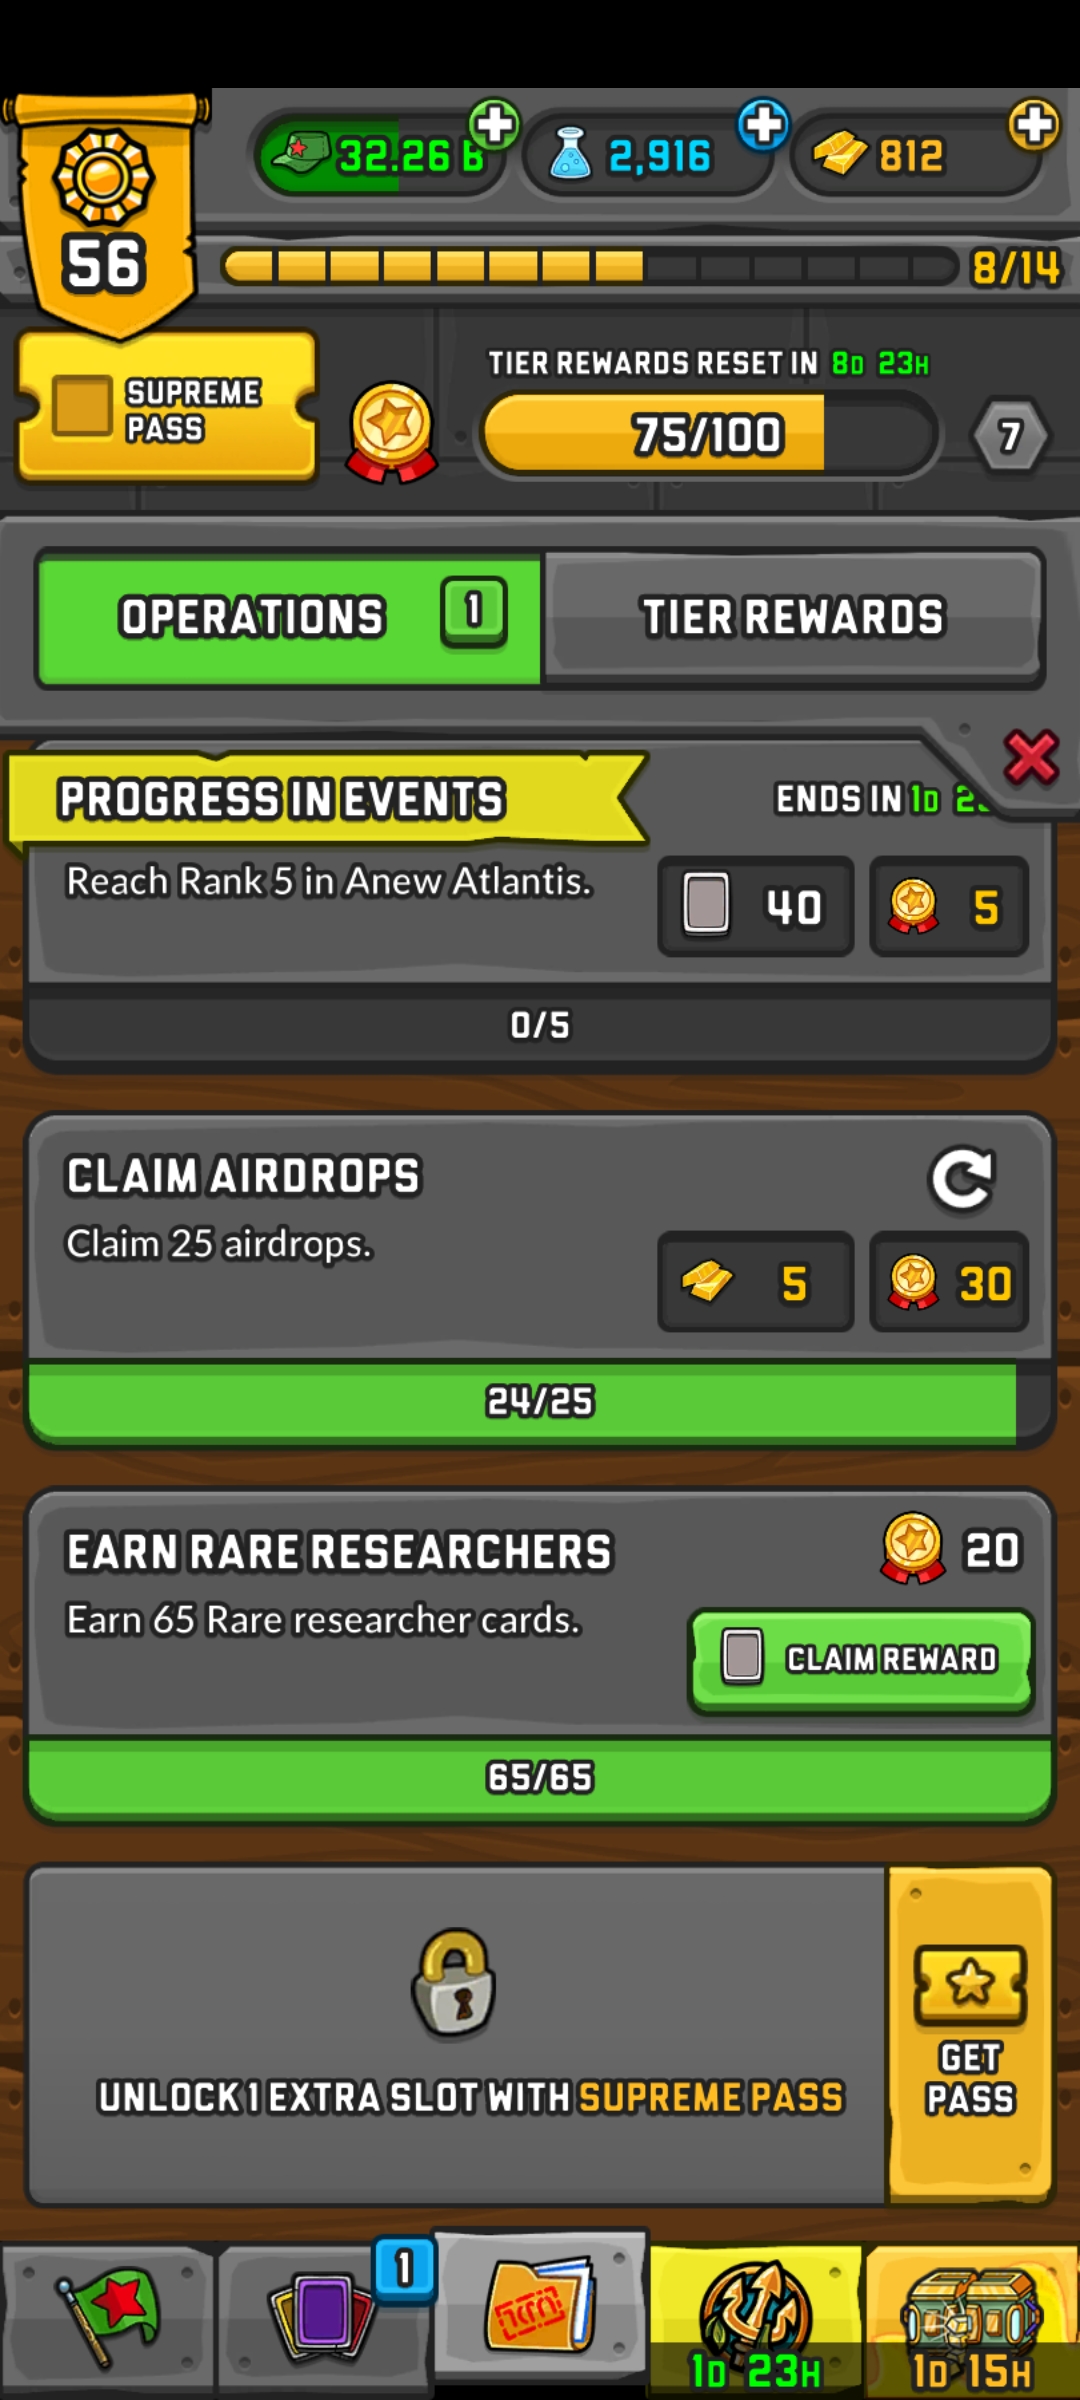 32.26 B
2,916
812
56
8/14
SUPREME
PASS
TIER REWARDS RESET IN 8D 23H
75/100
7
OPERATIONS
1
TIER REWARDS
PROGRESS IN EVENTS
ENDS IN 1D
Reach Rank 5 in Anew Atlantis.
40
5
0/5
CLAIM AIRDROPS
Claim 25 airdrops.
5
30
24/25
EARN RARE RESEARCHERS
20
Earn 65 Rare researcher cards.
CLAIM REWARD
65/65
UNLOCK 1 EXTRA SLOT WITH SUPREME PASS
GET
PASS
1
1D 23H
1D 15H